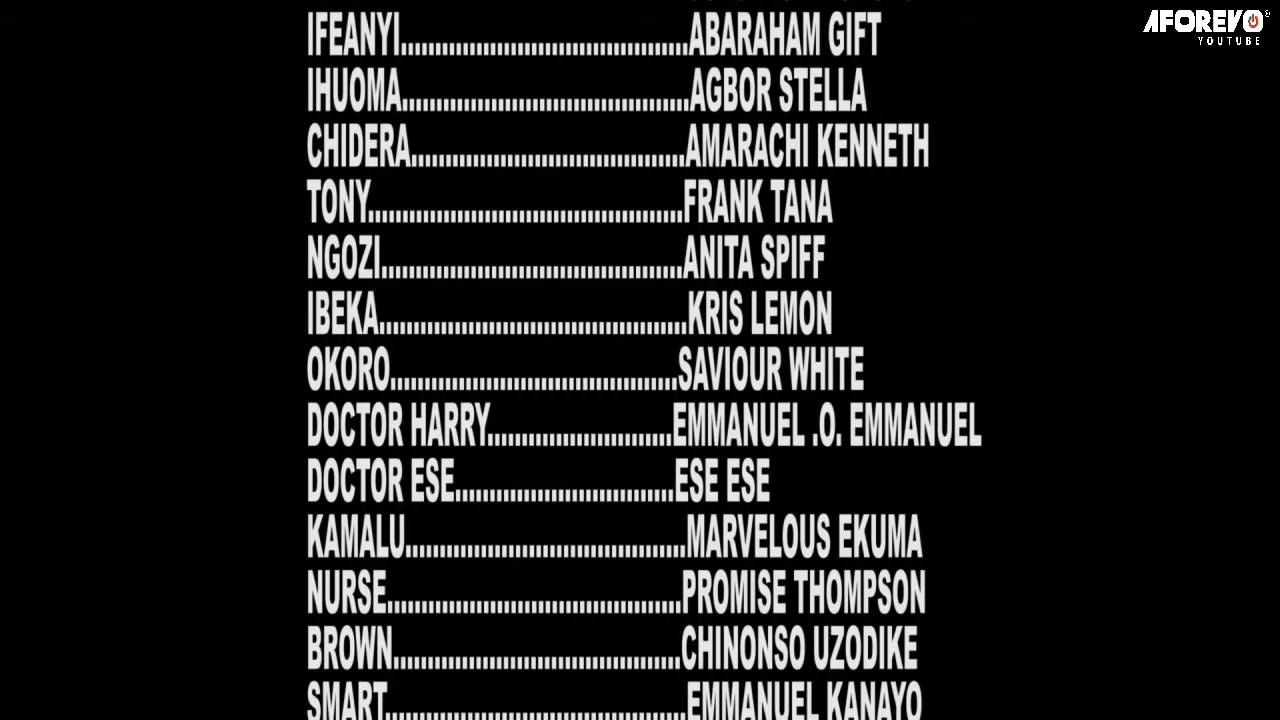 AFOREVO
YOUTUBE
IFEANYI..........................................ABARAHAM GIFT
IHUOMA..........................................AGBOR STELLA
CHIDERA........................................AMARACHI KENNETH
TONY..............................................FRANK TANA
NGOZI............................................ANITA SPIFF
IBEKA.............................................KRIS LEMON
OKORO..........................................SAVIOUR WHITE
DOCTOR HARRY...........................EMMANUEL .O. EMMANUEL
DOCTOR ESE................................ESE ESE
KAMALU.........................................MARVELOUS EKUMA
NURSE...........................................PROMISE THOMPSON
BROWN..........................................CHINONSO UZODIKE
SMART............................................EMMANUEL KANAYO